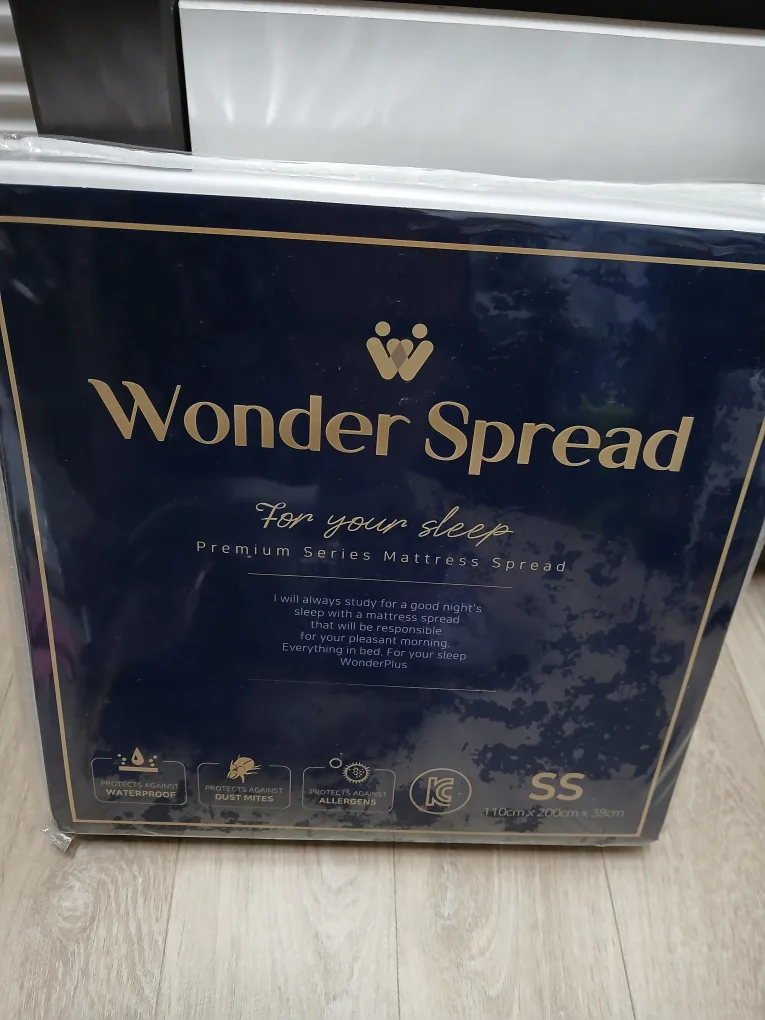 Wonder Spread
For your sleep
Premium Series Mattress Spread
I will always study for a good night's
sleep with a mattress spread
that will be responsible
for your pleasant morning.
Everything in bed. For your sleep
WonderPlus
PROTECTS AGAINST
WATERPROOF
PROTECTS AGAINST
DUST MITES
PROTECTS AGAINST
ALLERGENS
KC
SS
110cm x 200cm x 38cm